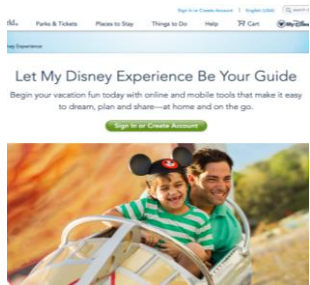 Sign In or Create Account | English (USA)
Parks & Tickets Places to Stay Things to Do Help Cart
Let My Disney Experience Be Your Guide
Begin your vacation fun today with online and mobile tools that make it easy
to dream, plan and share—at home and on the go.
Sign In or Create Account